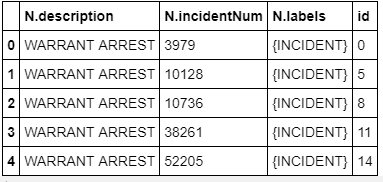 N.description N.incidentNum N.labels id
0 WARRANT ARREST 3979 {INCIDENT} 0
1 WARRANT ARREST 10128 {INCIDENT} 5
2 WARRANT ARREST 10736 {INCIDENT} 8
3 WARRANT ARREST 38261 {INCIDENT} 11
4 WARRANT ARREST 52205 {INCIDENT} 14